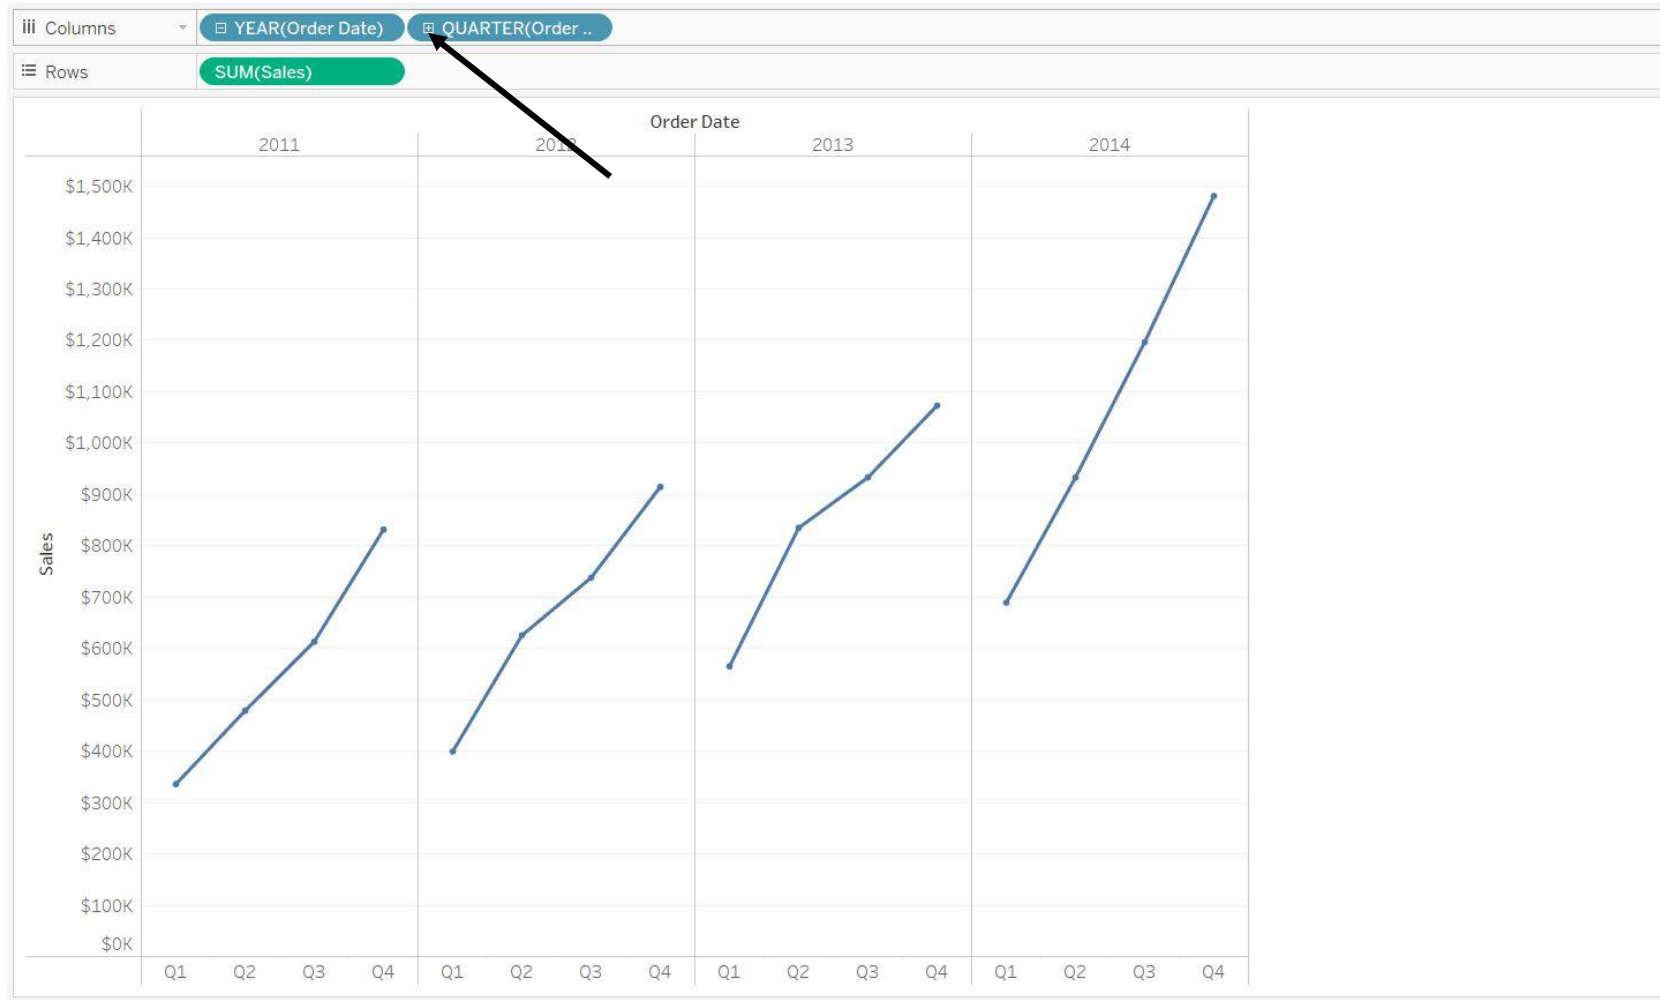 Columns YEAR(Order Date) QUARTER(Order ..
Rows SUM(Sales)
Order Date
2011 2012 2013 2014
$1,500K
$1,400K
$1,300K
$1,200K
$1,100K
$1,000K
$900K
$800K
$700K
$600K
$500K
$400K
$300K
$200K
$100K
$0K
Sales
Q1 Q2 Q3 Q4 Q1 Q2 Q3 Q4 Q1 Q2 Q3 Q4 Q1 Q2 Q3 Q4